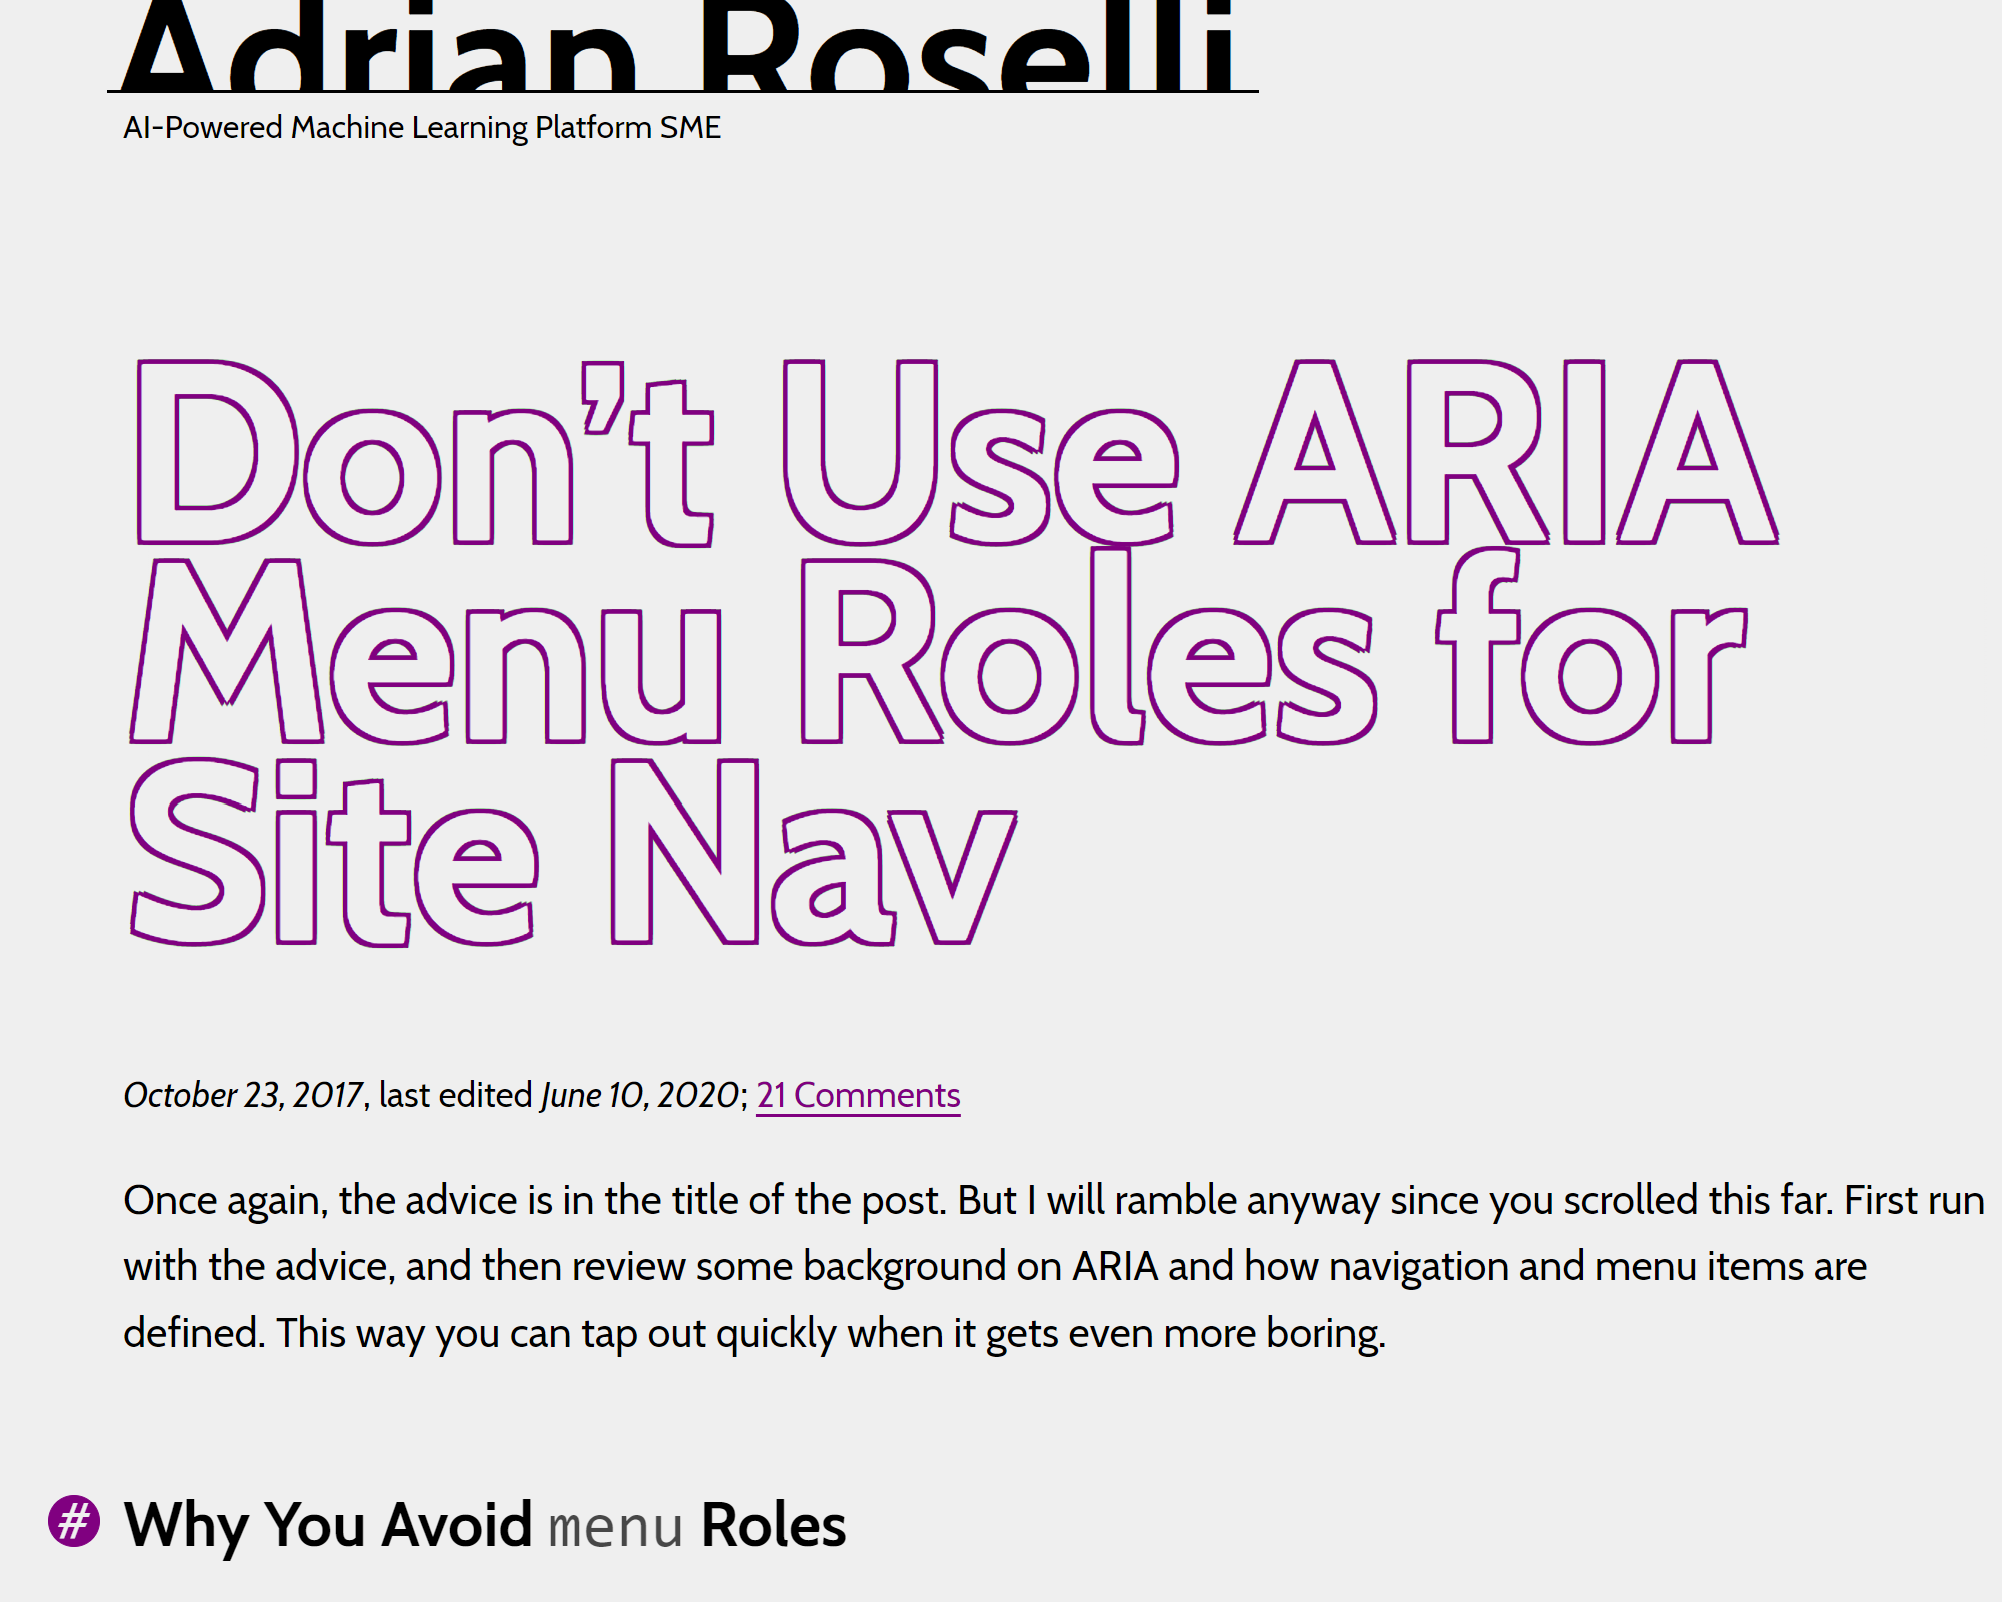 Adrian Roselli
AI-Powered Machine Learning Platform SME
Don’t Use ARIA
Menu Roles for
Site Nav
October 23, 2017, last edited June 10, 2020; 21 Comments
Once again, the advice is in the title of the post. But I will ramble anyway since you scrolled this far. First run
with the advice, and then review some background on ARIA and how navigation and menu items are
defined. This way you can tap out quickly when it gets even more boring.
# Why You Avoid menu Roles